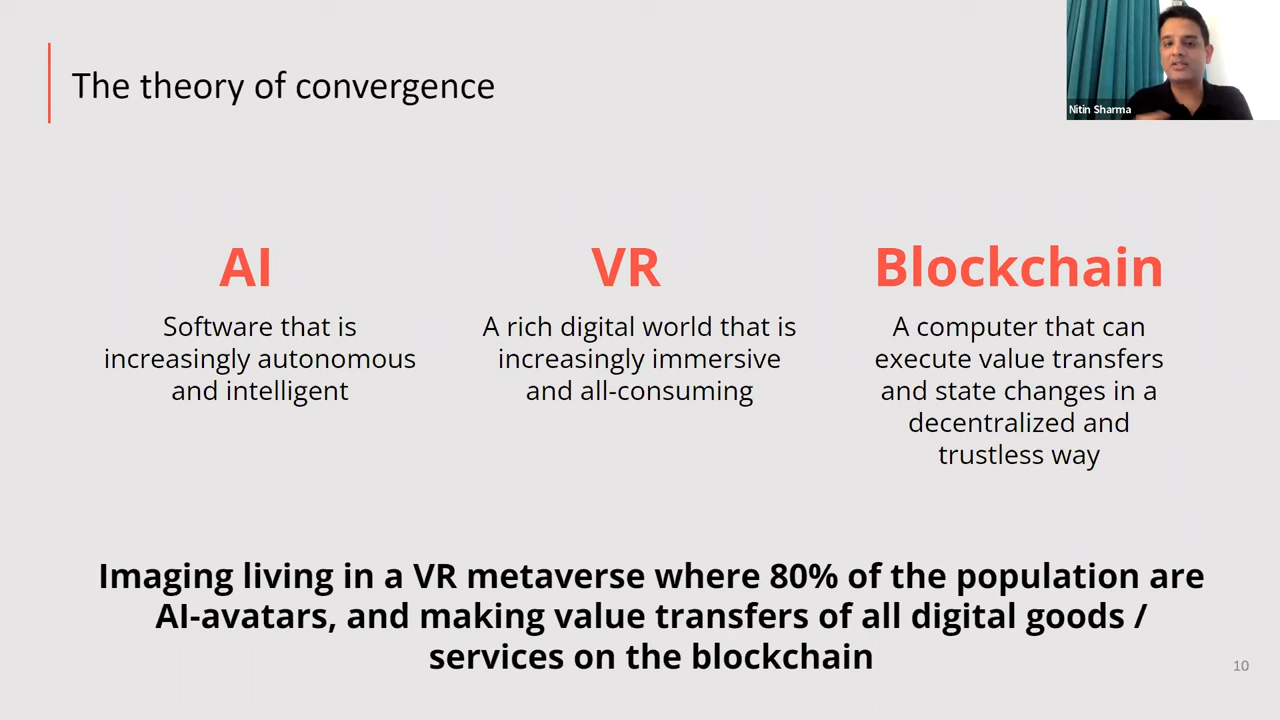 The theory of convergence
Nitin Sharma
AI
Software that is
increasingly autonomous
and intelligent
VR
A rich digital world that is
increasingly immersive
and all-consuming
Blockchain
A computer that can
execute value transfers
and state changes in a
decentralized and
trustless way
Imaging living in a VR metaverse where 80% of the population are
AI-avatars, and making value transfers of all digital goods /
services on the blockchain
10